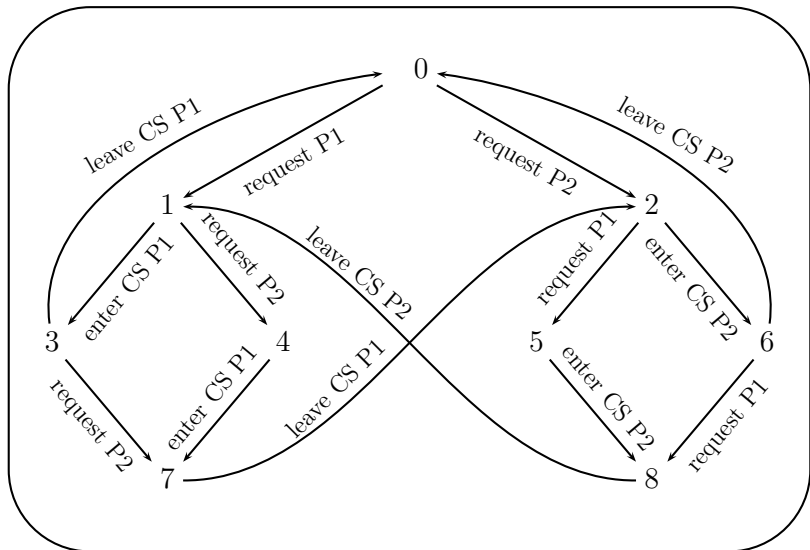 0
leave CS P1
leave CS P2
request P1
request P2
1
2
request P2
leave CS P2
request P1
enter CS P1
enter CS P2
3
4
5
6
enter CS P1
leave CS P1
enter CS P2
request P2
request P1
7
8